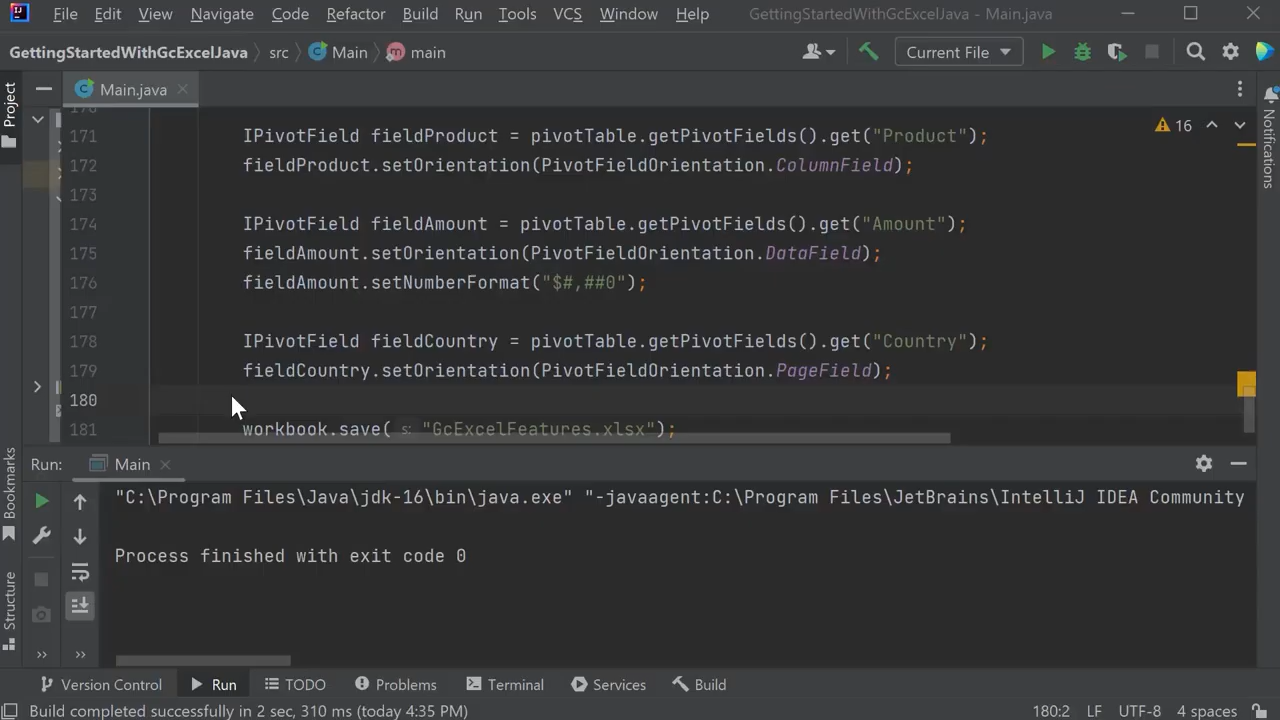 File Edit View Navigate Code Refactor Build Run Tools VCS Window Help GettingStartedWithGcExcelJava - Main.java
GettingStartedWithGcExcelJava src Main main Current File
Project
Main.java
Notifications
16
171 IPivotField fieldProduct = pivotTable.getPivotFields().get("Product");
172 fieldProduct.setOrientation(PivotFieldOrientation.ColumnField);
173
174 IPivotField fieldAmount = pivotTable.getPivotFields().get("Amount");
175 fieldAmount.setOrientation(PivotFieldOrientation.DataField);
176 fieldAmount.setNumberFormat("$#,##0");
177
178 IPivotField fieldCountry = pivotTable.getPivotFields().get("Country");
179 fieldCountry.setOrientation(PivotFieldOrientation.PageField);
180
181 workbook.save( s: "GcExcelFeatures.xlsx");
Bookmarks
Structure
Run: Main
"C:\Program Files\Java\jdk-16\bin\java.exe" "-javaagent:C:\Program Files\JetBrains\IntelliJ IDEA Community
Process finished with exit code 0
Version Control Run TODO Problems Terminal Services Build
Build completed successfully in 2 sec, 310 ms (today 4:35 PM) 180:2 LF UTF-8 4 spaces